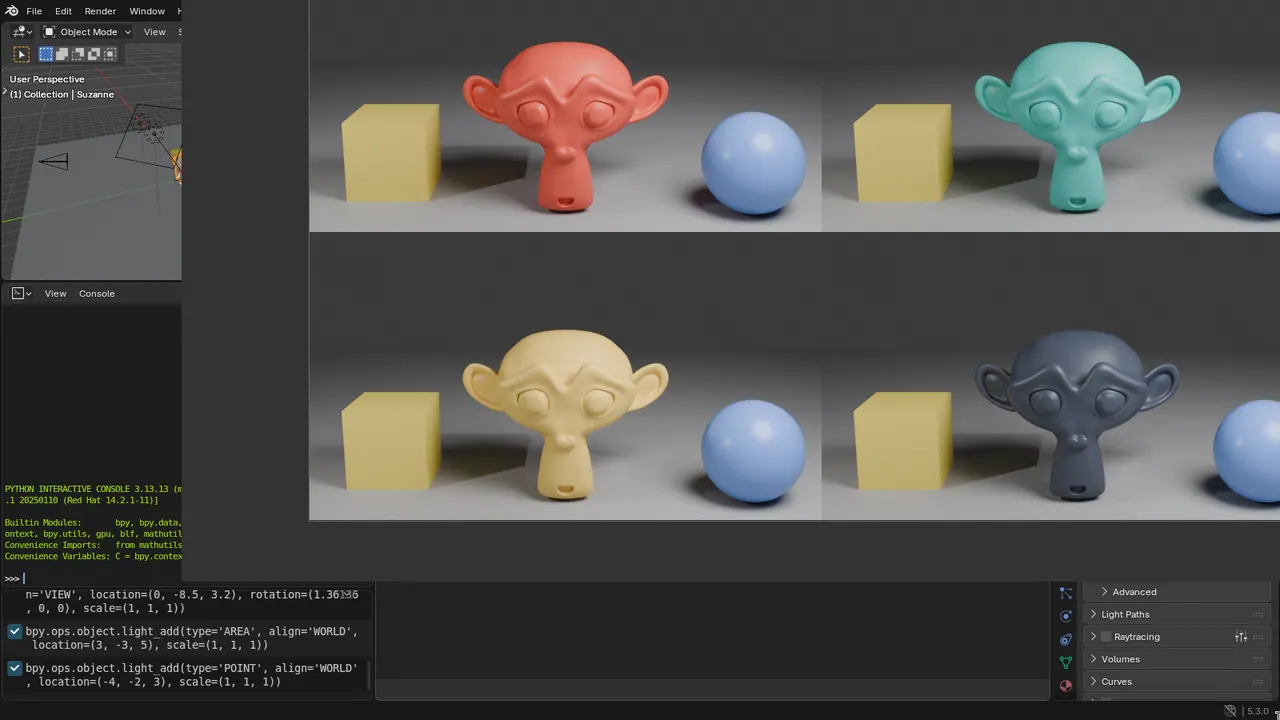 File Edit Render Window
Object Mode View
User Perspective
(1) Collection | Suzanne
View Console
PYTHON INTERACTIVE CONSOLE 3.13.13
.1 20250110 (Red Hat 14.2.1-11)]
Builtin Modules: bpy, bpy.data,
ontext, bpy.utils, gpu, blf, mathutil
Convenience Imports: from mathutils
Convenience Variables: C = bpy.contex
>>>
n='VIEW', location=(0, -8.5, 3.2), rotation=(1.36136
, 0, 0), scale=(1, 1, 1))
bpy.ops.object.light_add(type='AREA', align='WORLD',
location=(3, -3, 5), scale=(1, 1, 1))
bpy.ops.object.light_add(type='POINT', align='WORLD'
, location=(-4, -2, 3), scale=(1, 1, 1))
Advanced
Light Paths
Raytracing
Volumes
Curves
5.3.0